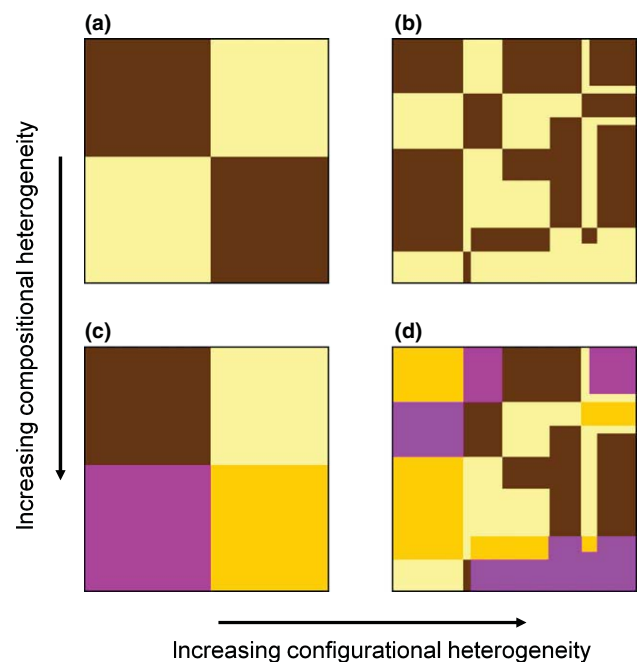 (a)
(b)
Increasing compositional heterogeneity
(c)
(d)
Increasing configurational heterogeneity